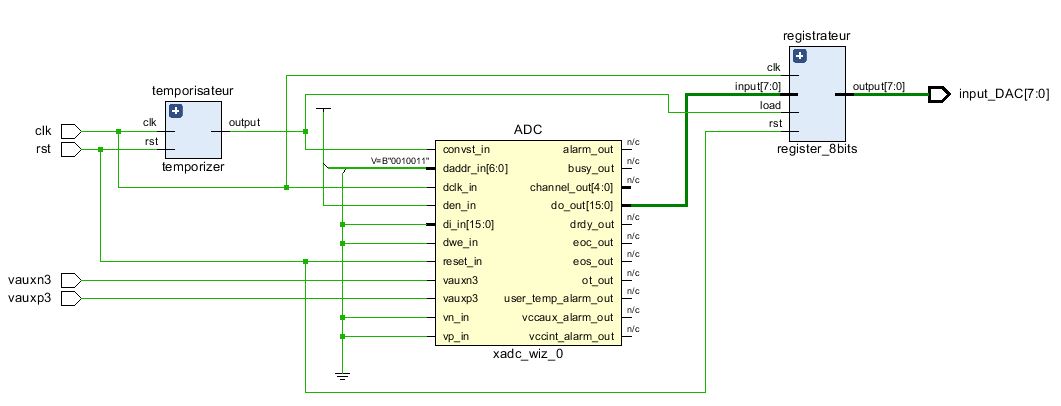 registrateur
clk
input[7:0]
load
rst
output[7:0]
register_8bits
input_DAC[7:0]
temporisateur
clk
rst
output
temporizer
clk
rst
vauxn3
vauxp3
V=B"0010011"
ADC
convst_in
daddr_in[6:0]
dclk_in
den_in
di_in[15:0]
dwe_in
reset_in
vauxn3
vauxp3
vn_in
vp_in
alarm_out
busy_out
channel_out[4:0]
do_out[15:0]
drdy_out
eoc_out
eos_out
ot_out
user_temp_alarm_out
vccaux_alarm_out
vccint_alarm_out
n/c
n/c
n/c
n/c
n/c
n/c
n/c
n/c
n/c
n/c
xadc_wiz_0